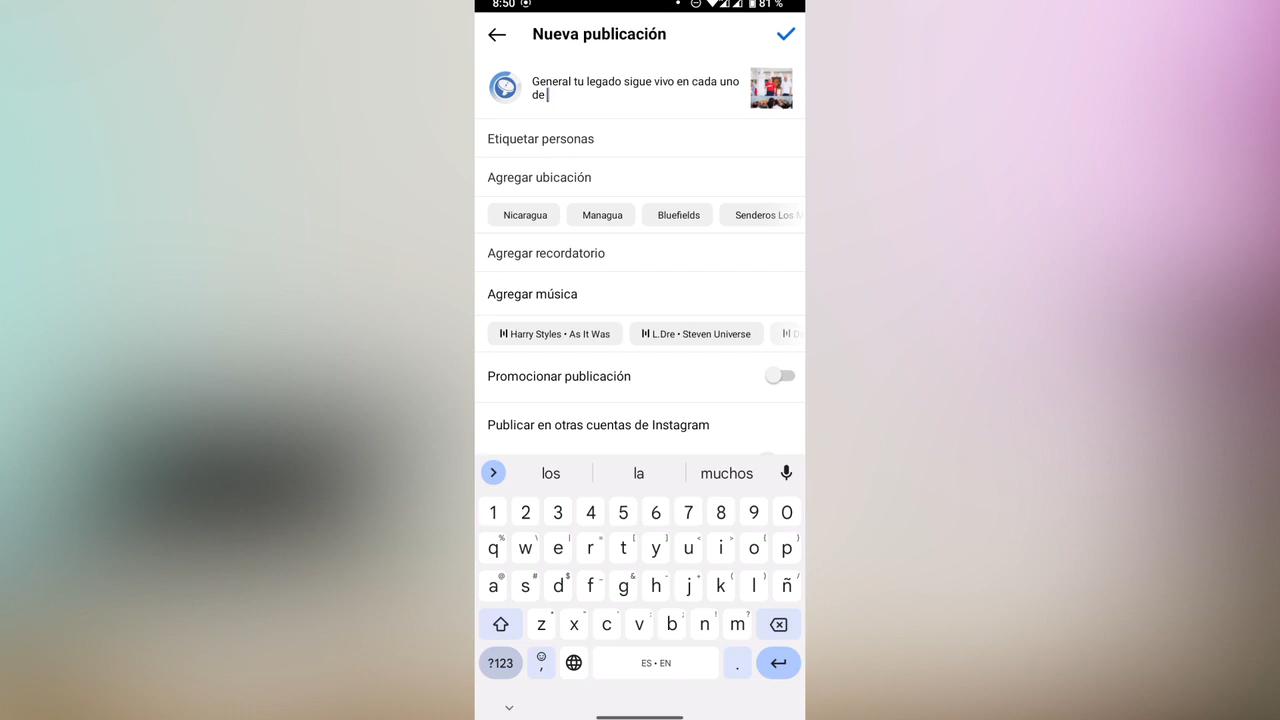 8:50
81 %
Nueva publicación
General tu legado sigue vivo en cada uno
de
Etiquetar personas
Agregar ubicación
Nicaragua Managua Bluefields Senderos Los M
Agregar recordatorio
Agregar música
Harry Styles • As It Was L.Dre • Steven Universe D
Promocionar publicación
Publicar en otras cuentas de Instagram
los la muchos
1 2 3 4 5 6 7 8 9 0
q w e r t y u i o p
a s d f g h j k l ñ
z x c v b n m
?123 , ES • EN .